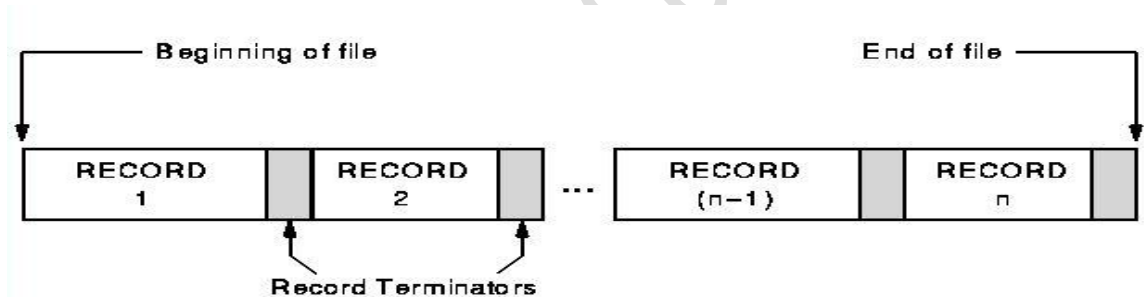 Beginning of file
End of file
RECORD 1
RECORD 2
...
RECORD (n-1)
RECORD n
Record Terminators